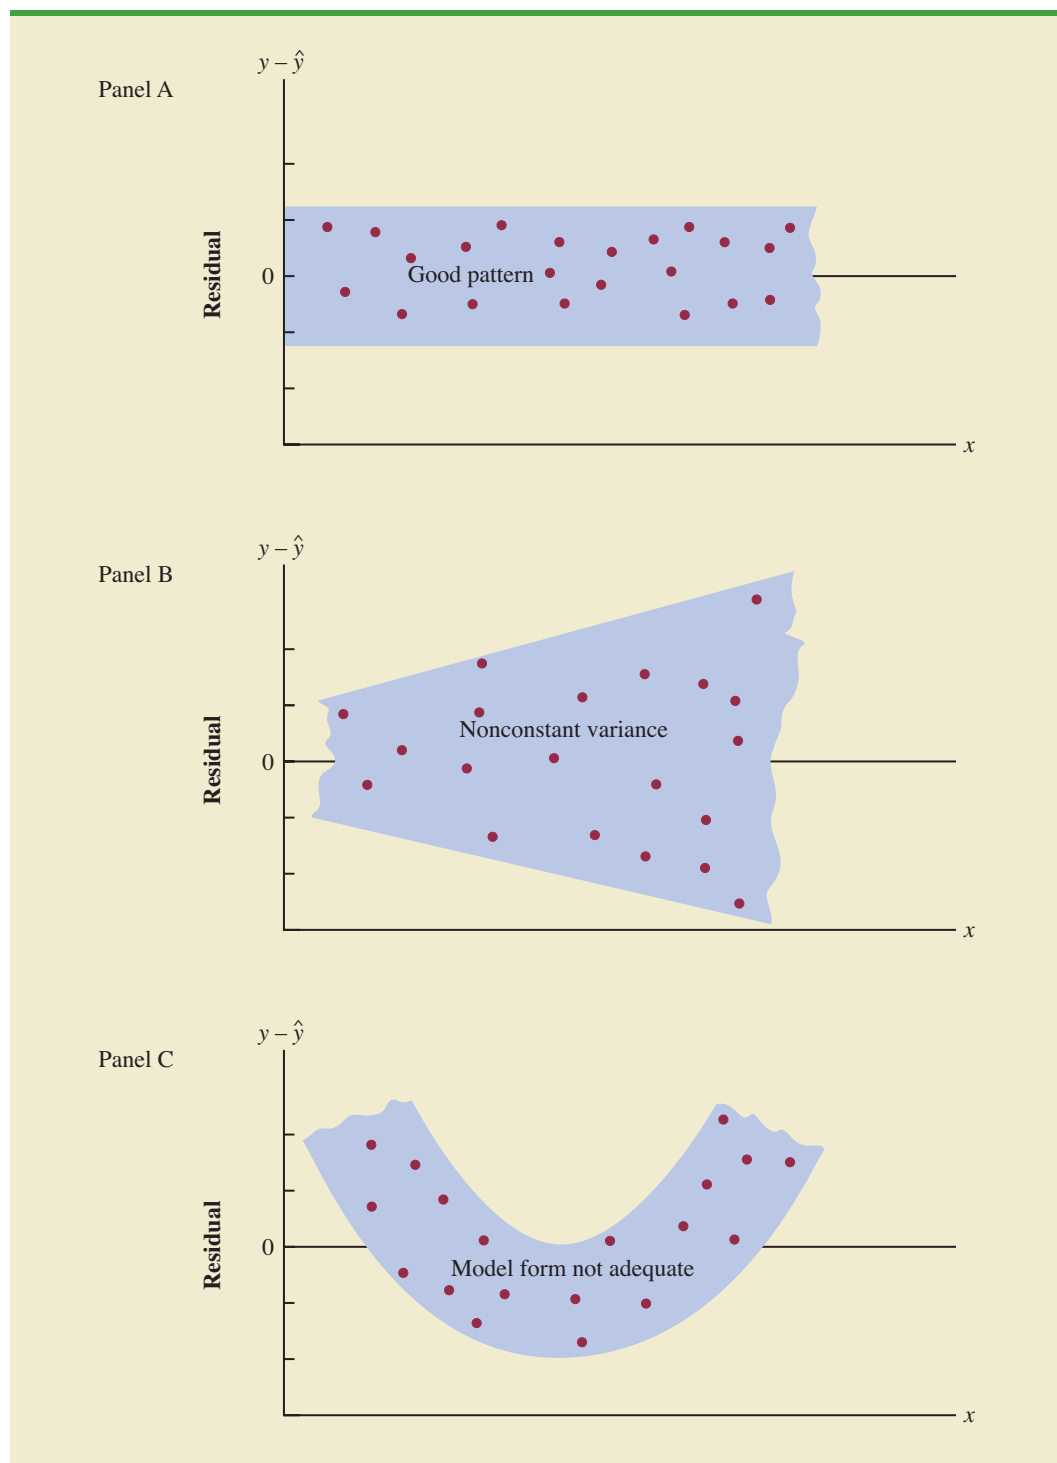 y – ŷ
Panel A
Residual
0
Good pattern
x
y – ŷ
Panel B
Residual
0
Nonconstant variance
x
y – ŷ
Panel C
Residual
0
Model form not adequate
x